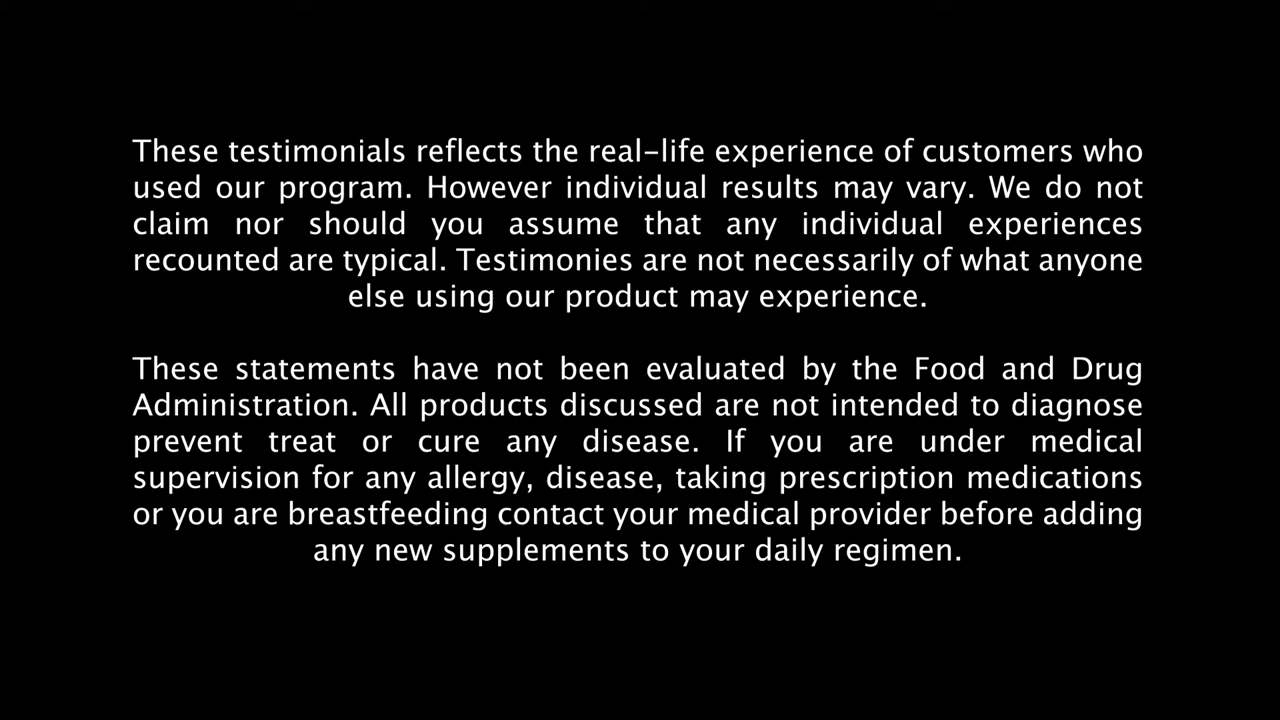 These testimonials reflects the real-life experience of customers who
used our program. However individual results may vary. We do not
claim nor should you assume that any individual experiences
recounted are typical. Testimonies are not necessarily of what anyone
else using our product may experience.
These statements have not been evaluated by the Food and Drug
Administration. All products discussed are not intended to diagnose
prevent treat or cure any disease. If you are under medical
supervision for any allergy, disease, taking prescription medications
or you are breastfeeding contact your medical provider before adding
any new supplements to your daily regimen.